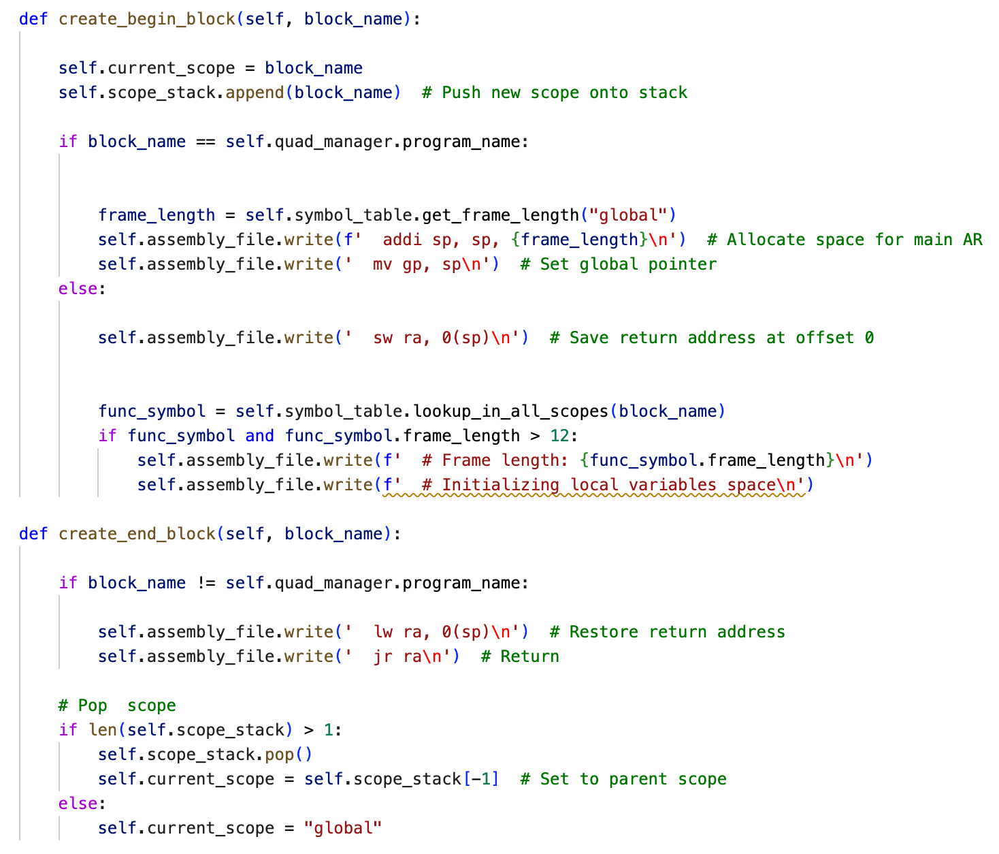 def create_begin_block(self, block_name):
self.current_scope = block_name
self.scope_stack.append(block_name)  # Push new scope onto stack
if block_name == self.quad_manager.program_name:
frame_length = self.symbol_table.get_frame_length("global")
self.assembly_file.write(f'  addi sp, sp, {frame_length}\n')  # Allocate space for main AR
self.assembly_file.write('  mv gp, sp\n')  # Set global pointer
else:
self.assembly_file.write('  sw ra, 0(sp)\n')  # Save return address at offset 0
func_symbol = self.symbol_table.lookup_in_all_scopes(block_name)
if func_symbol and func_symbol.frame_length > 12:
self.assembly_file.write(f'  # Frame length: {func_symbol.frame_length}\n')
self.assembly_file.write(f'  # Initializing local variables space\n')
def create_end_block(self, block_name):
if block_name != self.quad_manager.program_name:
self.assembly_file.write('  lw ra, 0(sp)\n')  # Restore return address
self.assembly_file.write('  jr ra\n')  # Return
# Pop  scope
if len(self.scope_stack) > 1:
self.scope_stack.pop()
self.current_scope = self.scope_stack[-1]  # Set to parent scope
else:
self.current_scope = "global"